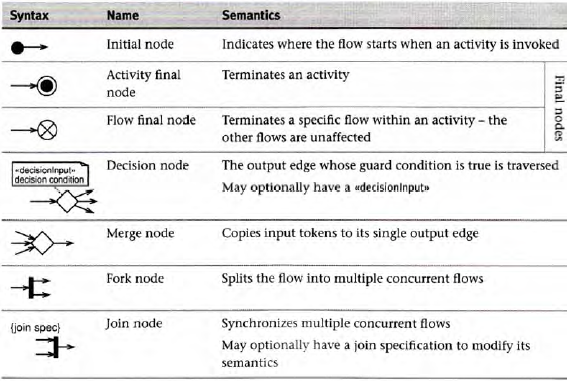 Syntax Name Semantics
Initial node Indicates where the flow starts when an activity is invoked
Activity final Terminates an activity
node
Flow final node Terminates a specific flow within an activity – the
other flows are unaffected
Final nodes
«decisionInput»
decision condition
Decision node The output edge whose guard condition is true is traversed
May optionally have a «decisionInput»
Merge node Copies input tokens to its single output edge
Fork node Splits the flow into multiple concurrent flows
{join spec} Join node Synchronizes multiple concurrent flows
May optionally have a join specification to modify its
semantics